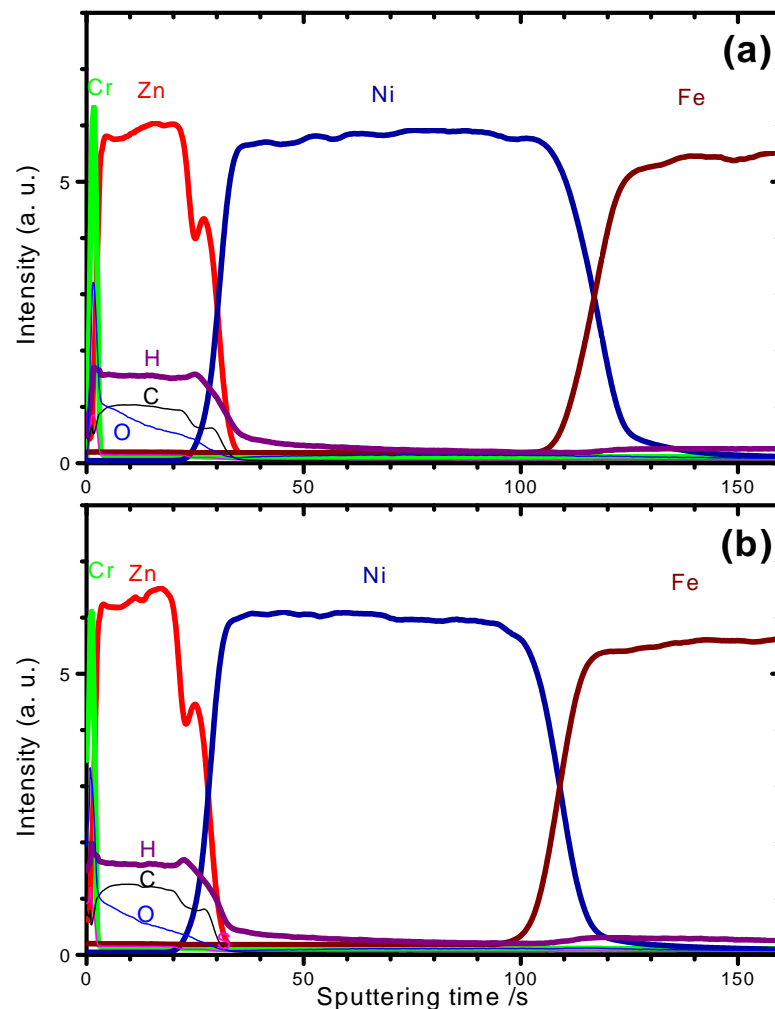 (a)
Cr Zn Ni Fe
5
Intensity (a. u.)
H
C
O
0
0 50 100 150
(b)
Cr Zn Ni Fe
5
Intensity (a. u.)
H
C
O
S
0
0 50 100 150
Sputtering time /s